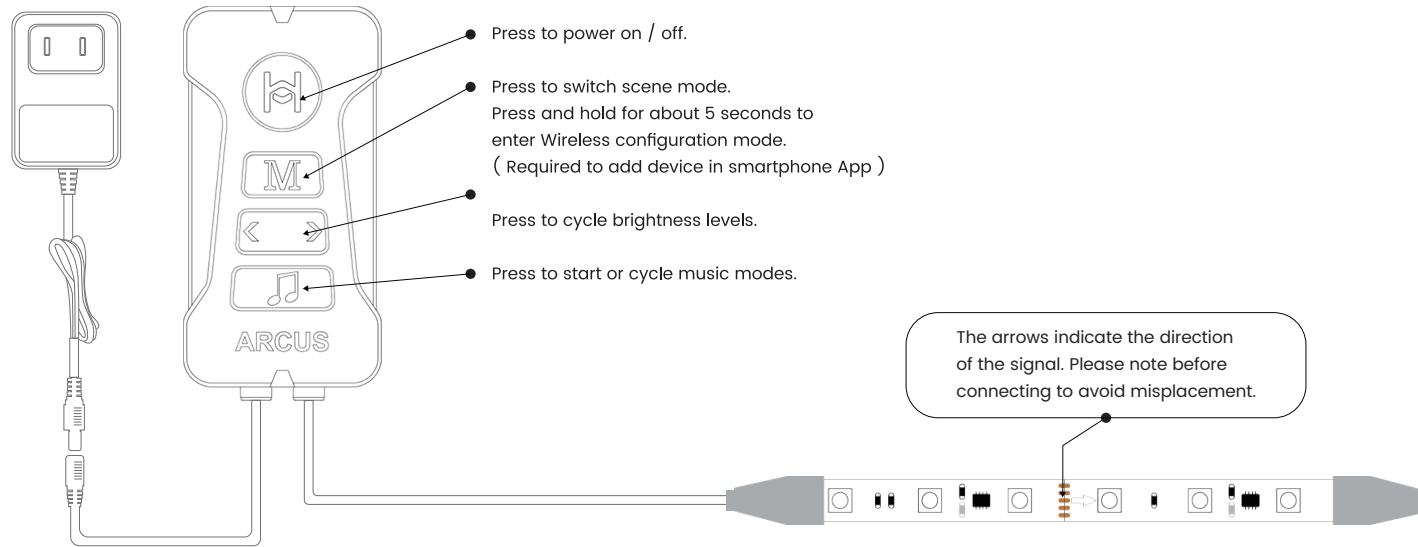 Press to power on / off.
Press to switch scene mode.
Press and hold for about 5 seconds to
enter Wireless configuration mode.
( Required to add device in smartphone App )
M
Press to cycle brightness levels.
Press to start or cycle music modes.
ARCUS
The arrows indicate the direction
of the signal. Please note before
connecting to avoid misplacement.